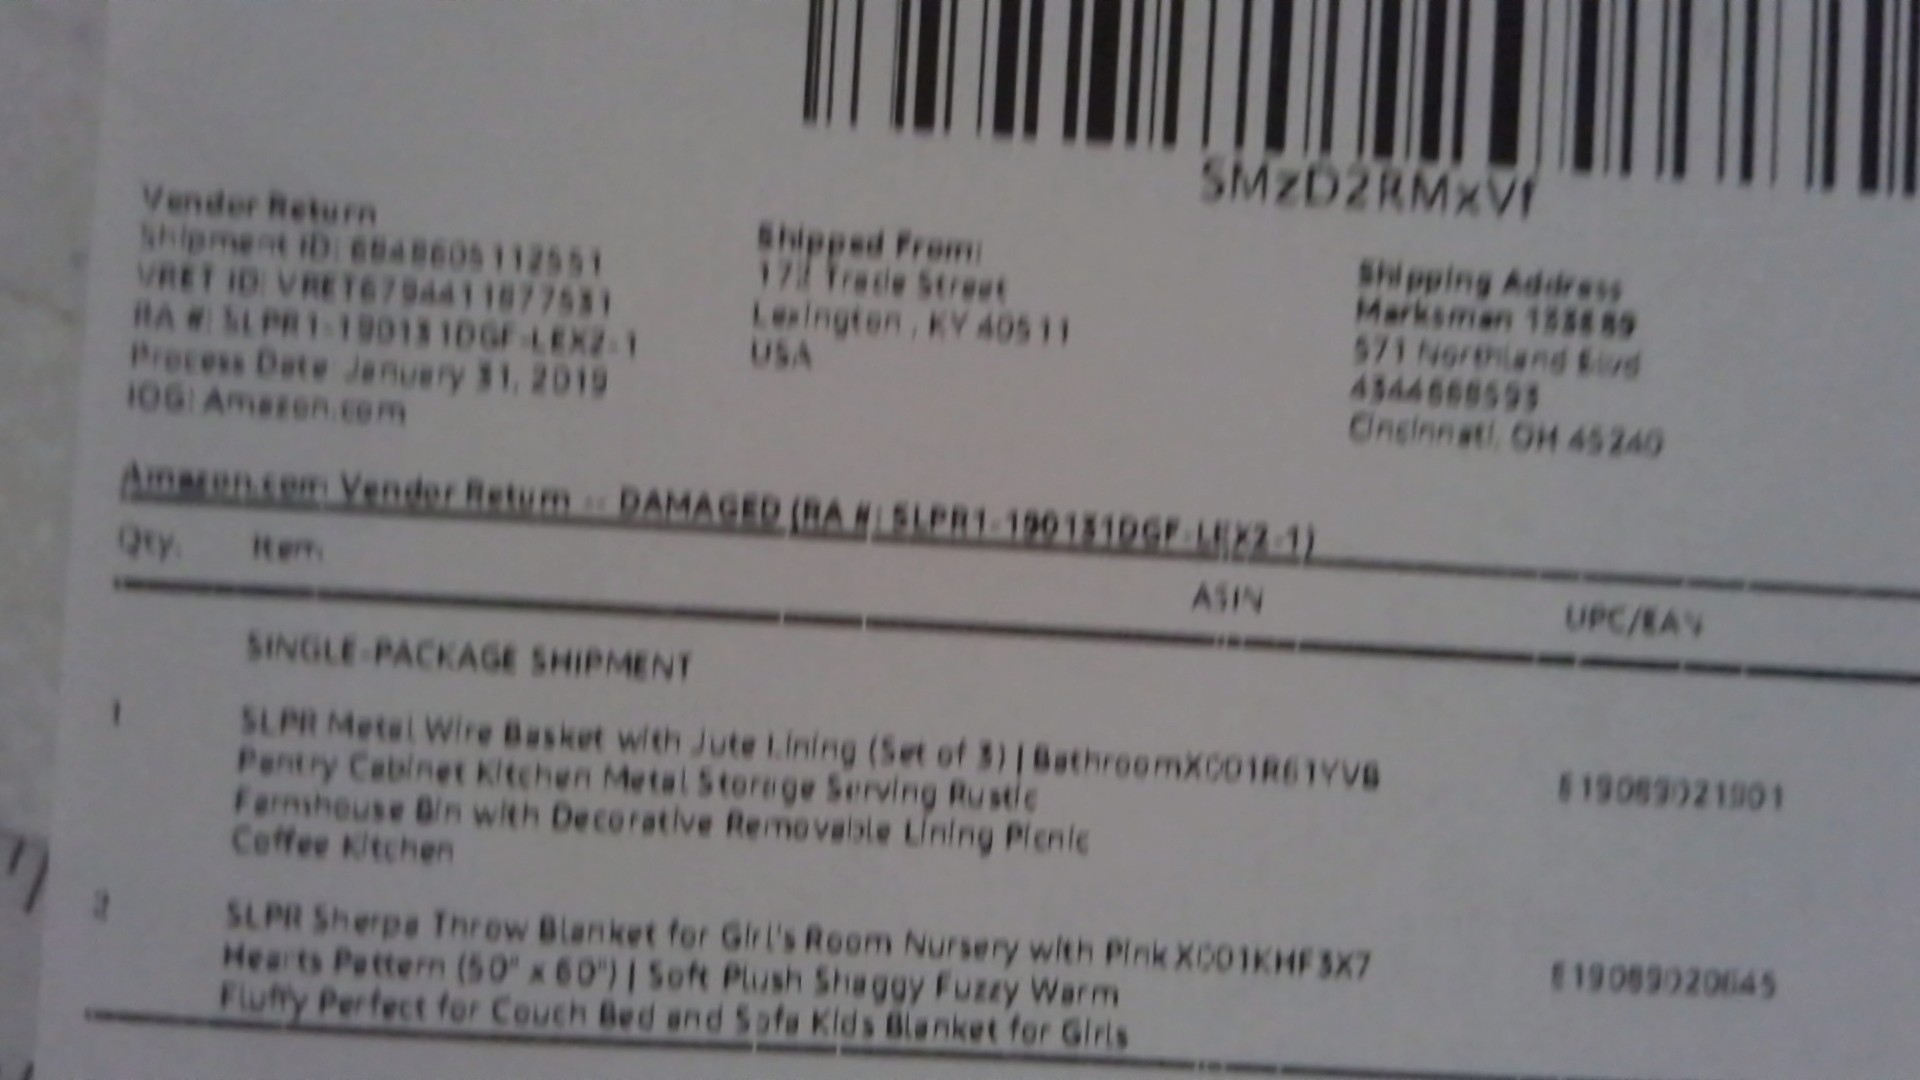 SMzD2RMxVf
Vendor Return
Shipment ID:
VRET ID:
RA #: SLPR1-190131DGF-LEX2-1
Process Date January 31, 2019
IOG: Amazon.com
Shipped From:
172 Trade Street
Lexington , KY 40511
USA
Shipping Address
Marksman
571 Northland Blvd
Cincinnati, OH 45240
Amazon.com Vendor Return -- DAMAGED (RA #: SLPR1-190131DGF-LEX2-1)
Qty. Item ASIN UPC/EAN
SINGLE-PACKAGE SHIPMENT
1 SLPR Metal Wire Basket with Jute Lining (Set of 3) | Bathroom X001R61YVB 819089021901
Pantry Cabinet Kitchen Metal Storage Serving Rustic
Farmhouse Bin with Decorative Removable Lining Picnic
Coffee Kitchen
2 SLPR Sherpa Throw Blanket for Girl's Room Nursery with Pink X001KHF3X7
Hearts Pattern (50" x 60") | Soft Plush Shaggy Fuzzy Warm
Fluffy Perfect for Couch Bed and Sofa Kids Blanket for Girls